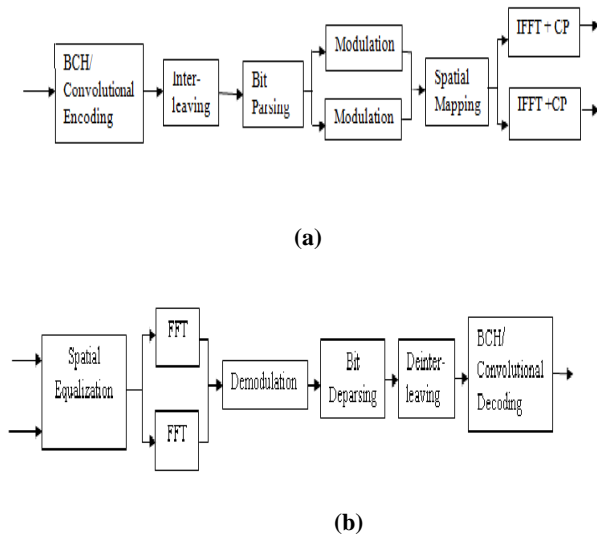 BCH/
Convolutional
Encoding
Inter-
leaving
Bit
Parsing
Modulation
Modulation
Spatial
Mapping
IFFT + CP
IFFT +CP
(a)
Spatial
Equalization
FFT
FFT
Demodulation
Bit
Deparsing
Deinter-
leaving
BCH/
Convolutional
Decoding
(b)